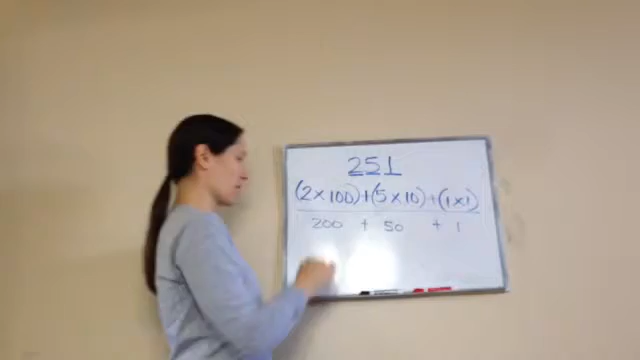 251
(2×100)+(5×10)+(1×1)
200 + 50 + 1